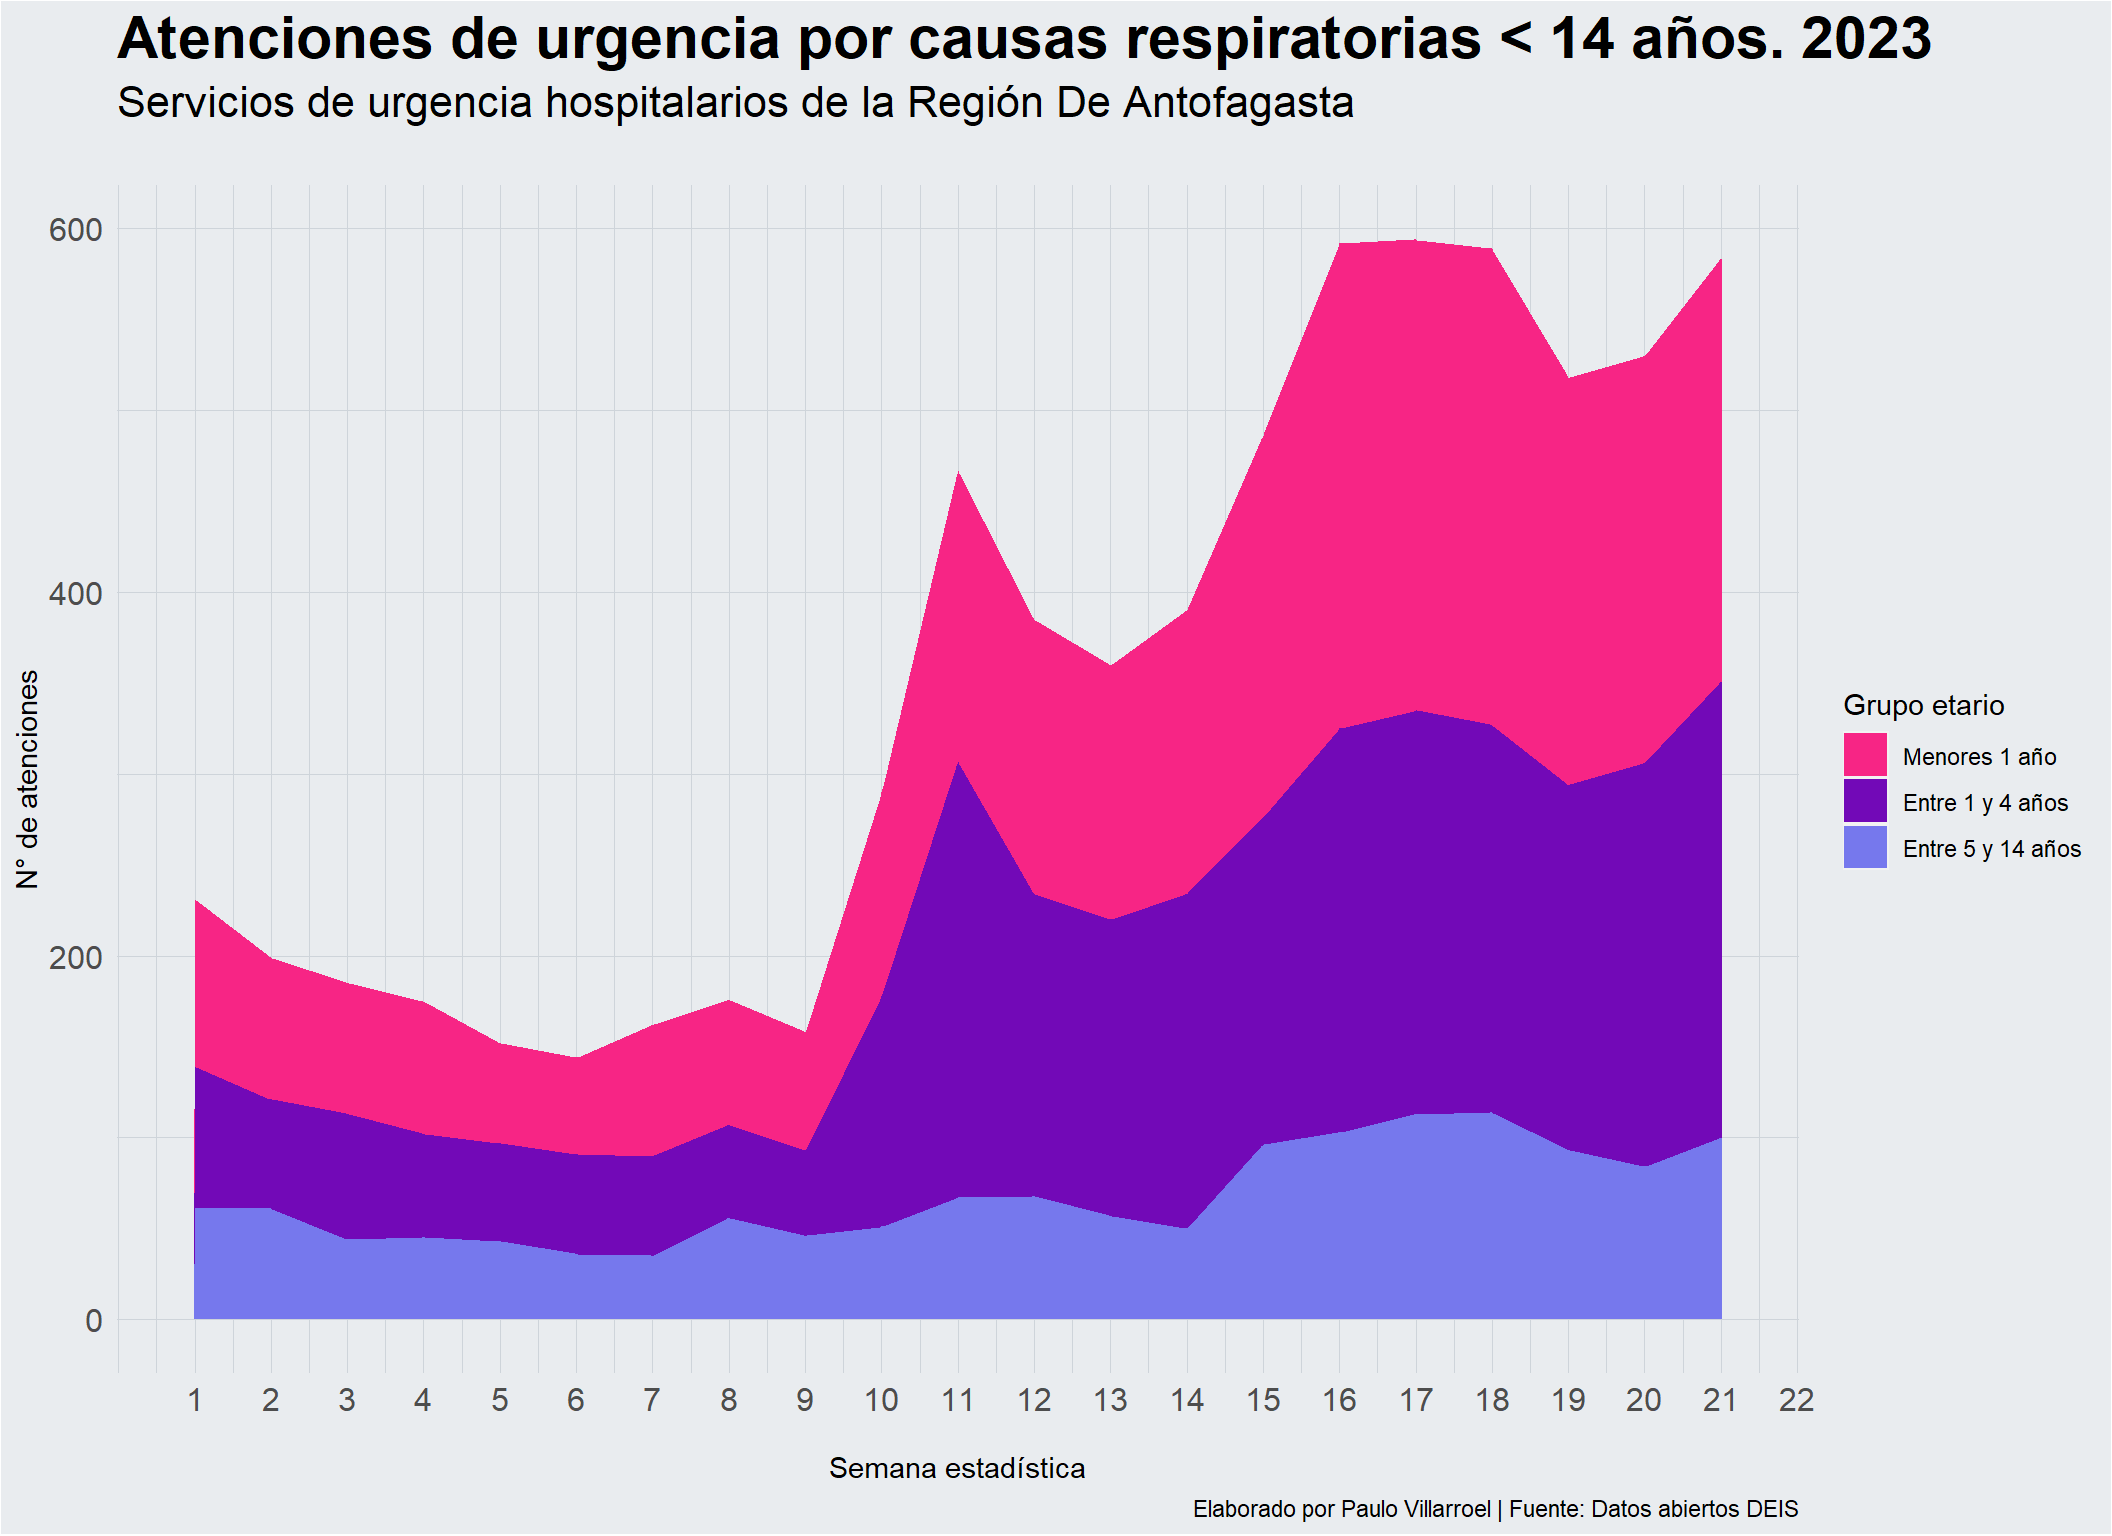 Atenciones de urgencia por causas respiratorias < 14 años. 2023
Servicios de urgencia hospitalarios de la Región De Antofagasta
600
400
200
0
N° de atenciones
Grupo etario
Menores 1 año
Entre 1 y 4 años
Entre 5 y 14 años
1 2 3 4 5 6 7 8 9 10 11 12 13 14 15 16 17 18 19 20 21 22
Semana estadística
Elaborado por Paulo Villarroel | Fuente: Datos abiertos DEIS